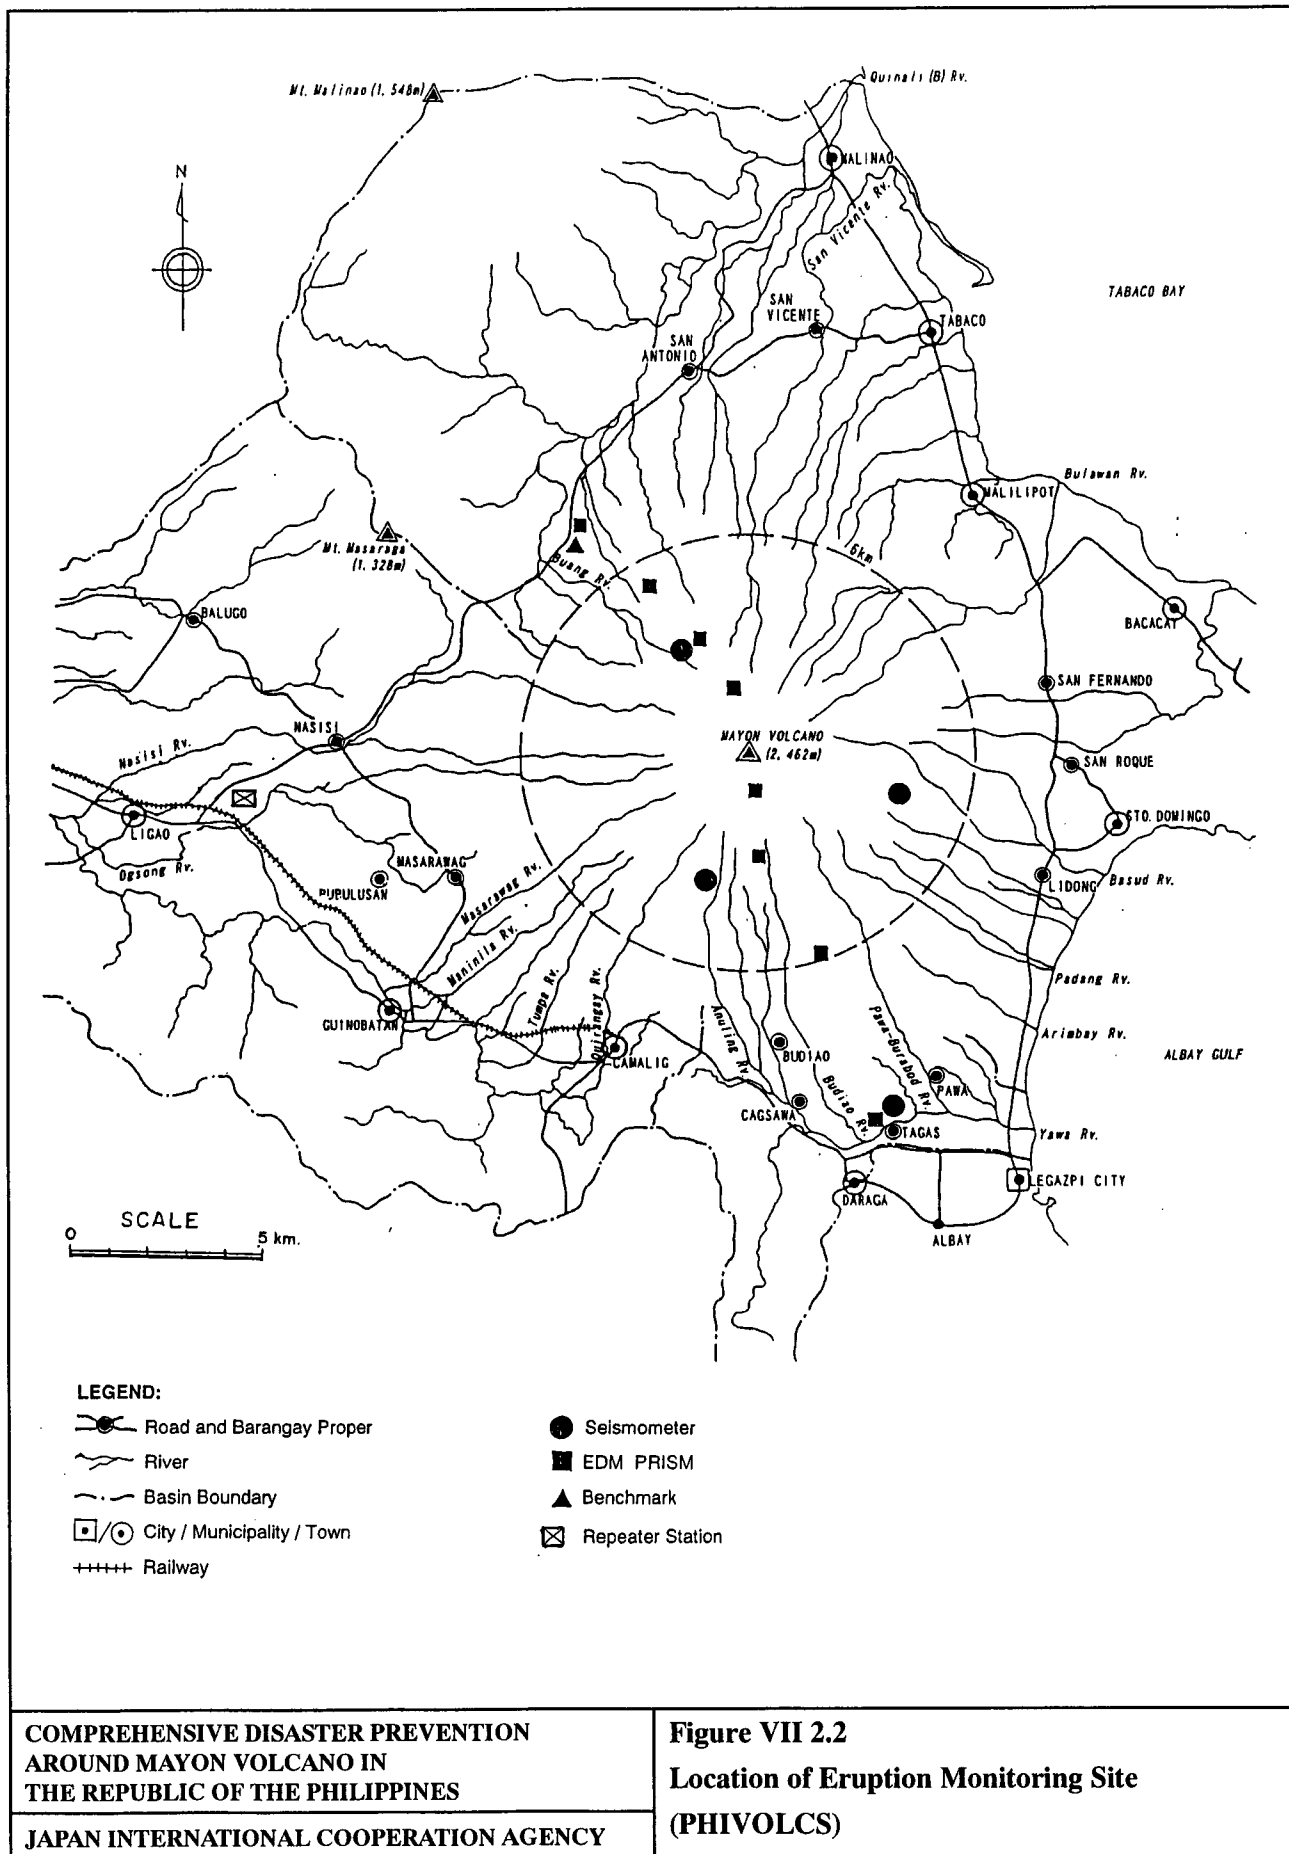 Quinali (B) Rv.
Mt. Malinao (1,548m)
N
MALINAO
San Vicente Rv.
TABACO BAY
SAN
VICENTE
TABACO
SAN
ANTONIO
Bulawan Rv.
MALILIPOT
Mt. Masaraga
(1,328m)
6km
Buang Rv.
BALUGO
BACACAY
SAN FERNANDO
NASISI
Nasisi Rv.
MAYON VOLCANO
(2,462m)
SAN ROQUE
STO. DOMINGO
LIGAO
Ogsong Rv.
MASARAWAG
PUPULUSAN
Masarawag Rv.
LIDONG
Basud Rv.
Maninila Rv.
Tumpa Rv.
Quirangay Rv.
Padang Rv.
GUINOBATAN
Anuling Rv.
Pawa-Burabod Rv.
Arimbay Rv.
CAMALIG
BUDIAO
ALBAY GULF
PAWA
Budiao Rv.
CAGSAWA
TAGAS
Yawa Rv.
DARAGA
LEGAZPI CITY
ALBAY
SCALE
0 5 km.
LEGEND:
Road and Barangay Proper
River
Basin Boundary
City / Municipality / Town
Railway
Seismometer
EDM PRISM
Benchmark
Repeater Station
COMPREHENSIVE DISASTER PREVENTION
AROUND MAYON VOLCANO IN
THE REPUBLIC OF THE PHILIPPINES
JAPAN INTERNATIONAL COOPERATION AGENCY
Figure VII 2.2
Location of Eruption Monitoring Site
(PHIVOLCS)